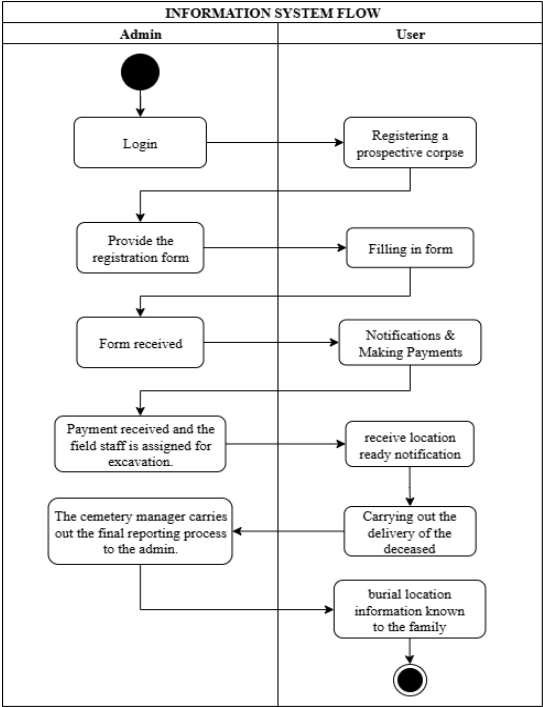 INFORMATION SYSTEM FLOW
Admin
User
Login
Registering a
prospective corpse
Provide the
registration form
Filling in form
Form received
Notifications &
Making Payments
Payment received and the
field staff is assigned for
excavation.
receive location
ready notification
Carrying out the
delivery of the
deceased
The cemetery manager carries
out the final reporting process
to the admin.
burial location
information known
to the family